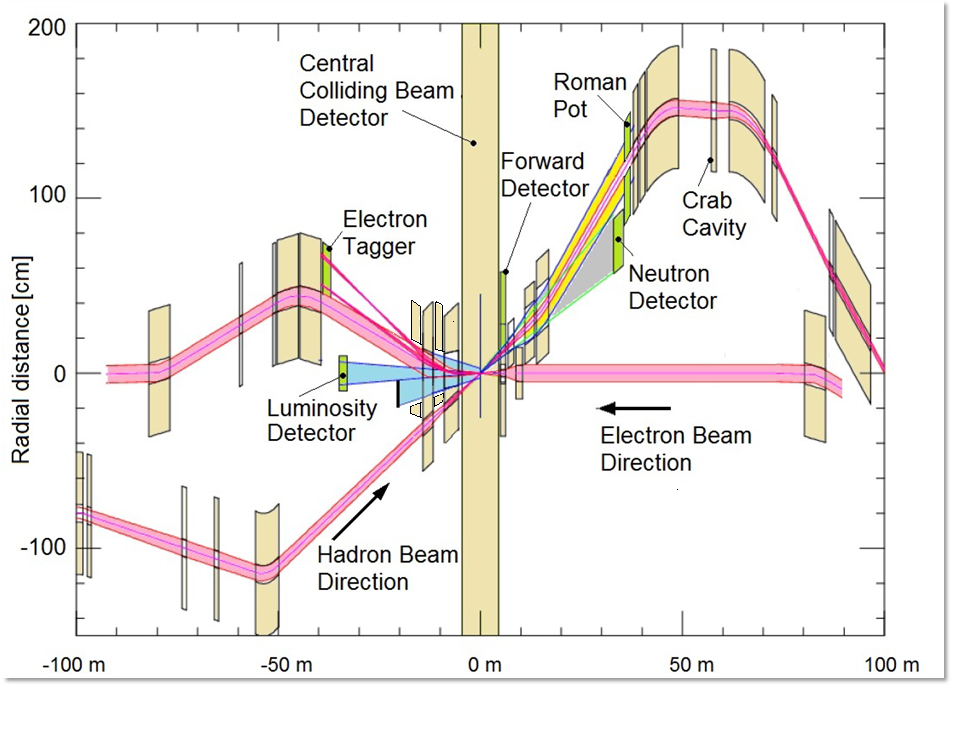 200
100
0
-100
Radial distance[cm]
Central
Colliding Beam
Detector
Roman
Pot
Forward
Detector
Crab
Cavity
Electron
Tagger
Neutron
Detector
Luminosity
Detector
Electron Beam
Direction
Hadron Beam
Direction
-100 m
-50 m
0 m
50 m
100 m